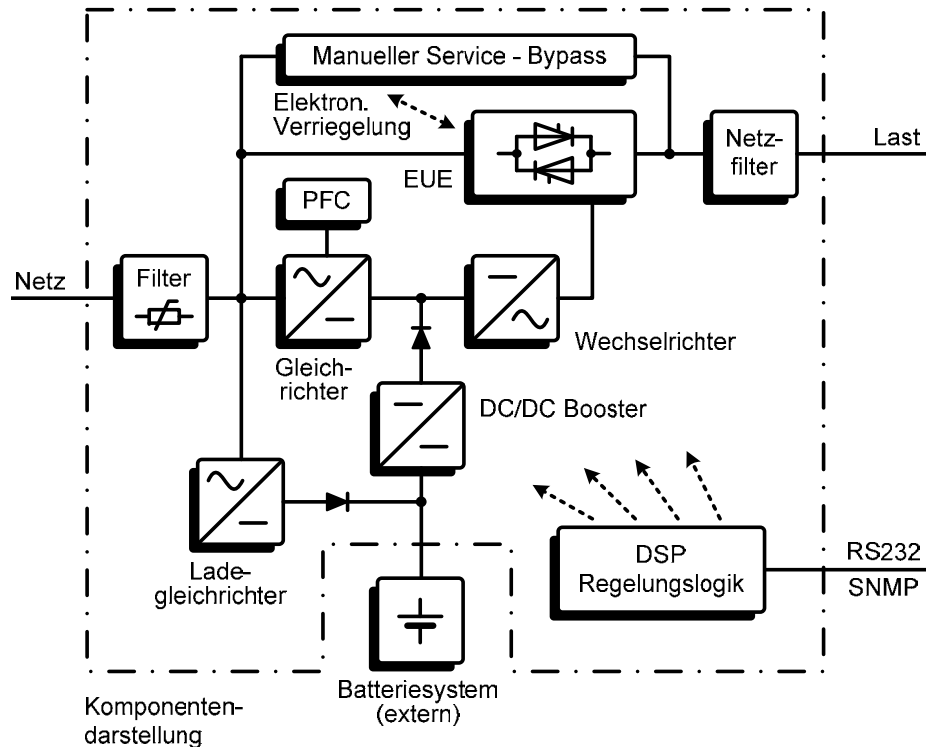 Manueller Service - Bypass
Elektron.
Verriegelung
EUE
Netz-
filter
Last
PFC
Netz
Filter
Gleich-
richter
Wechselrichter
DC/DC Booster
Lade-
gleichrichter
DSP
Regelungslogik
RS232
SNMP
Batteriesystem
(extern)
Komponenten-
darstellung